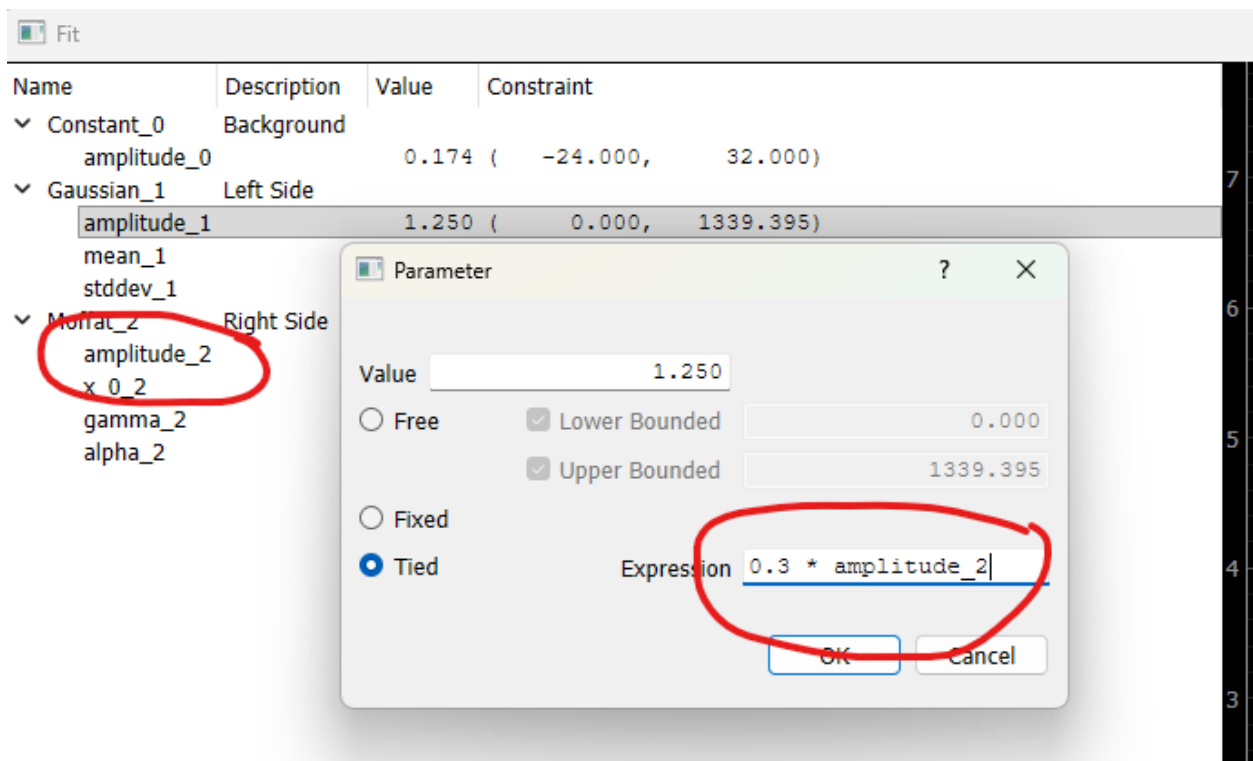 Fit
Name Description Value Constraint
Constant_0 Background
amplitude_0 0.174 ( -24.000, 32.000)
Gaussian_1 Left Side
amplitude_1 1.250 ( 0.000, 1339.395)
mean_1
stddev_1
Moffat_2 Right Side
amplitude_2
x_0_2
gamma_2
alpha_2
Parameter ? ×
Value 1.250
Free Lower Bounded 0.000
Upper Bounded 1339.395
Fixed
Tied Expression 0.3 * amplitude_2
OK Cancel
7
6
5
4
3